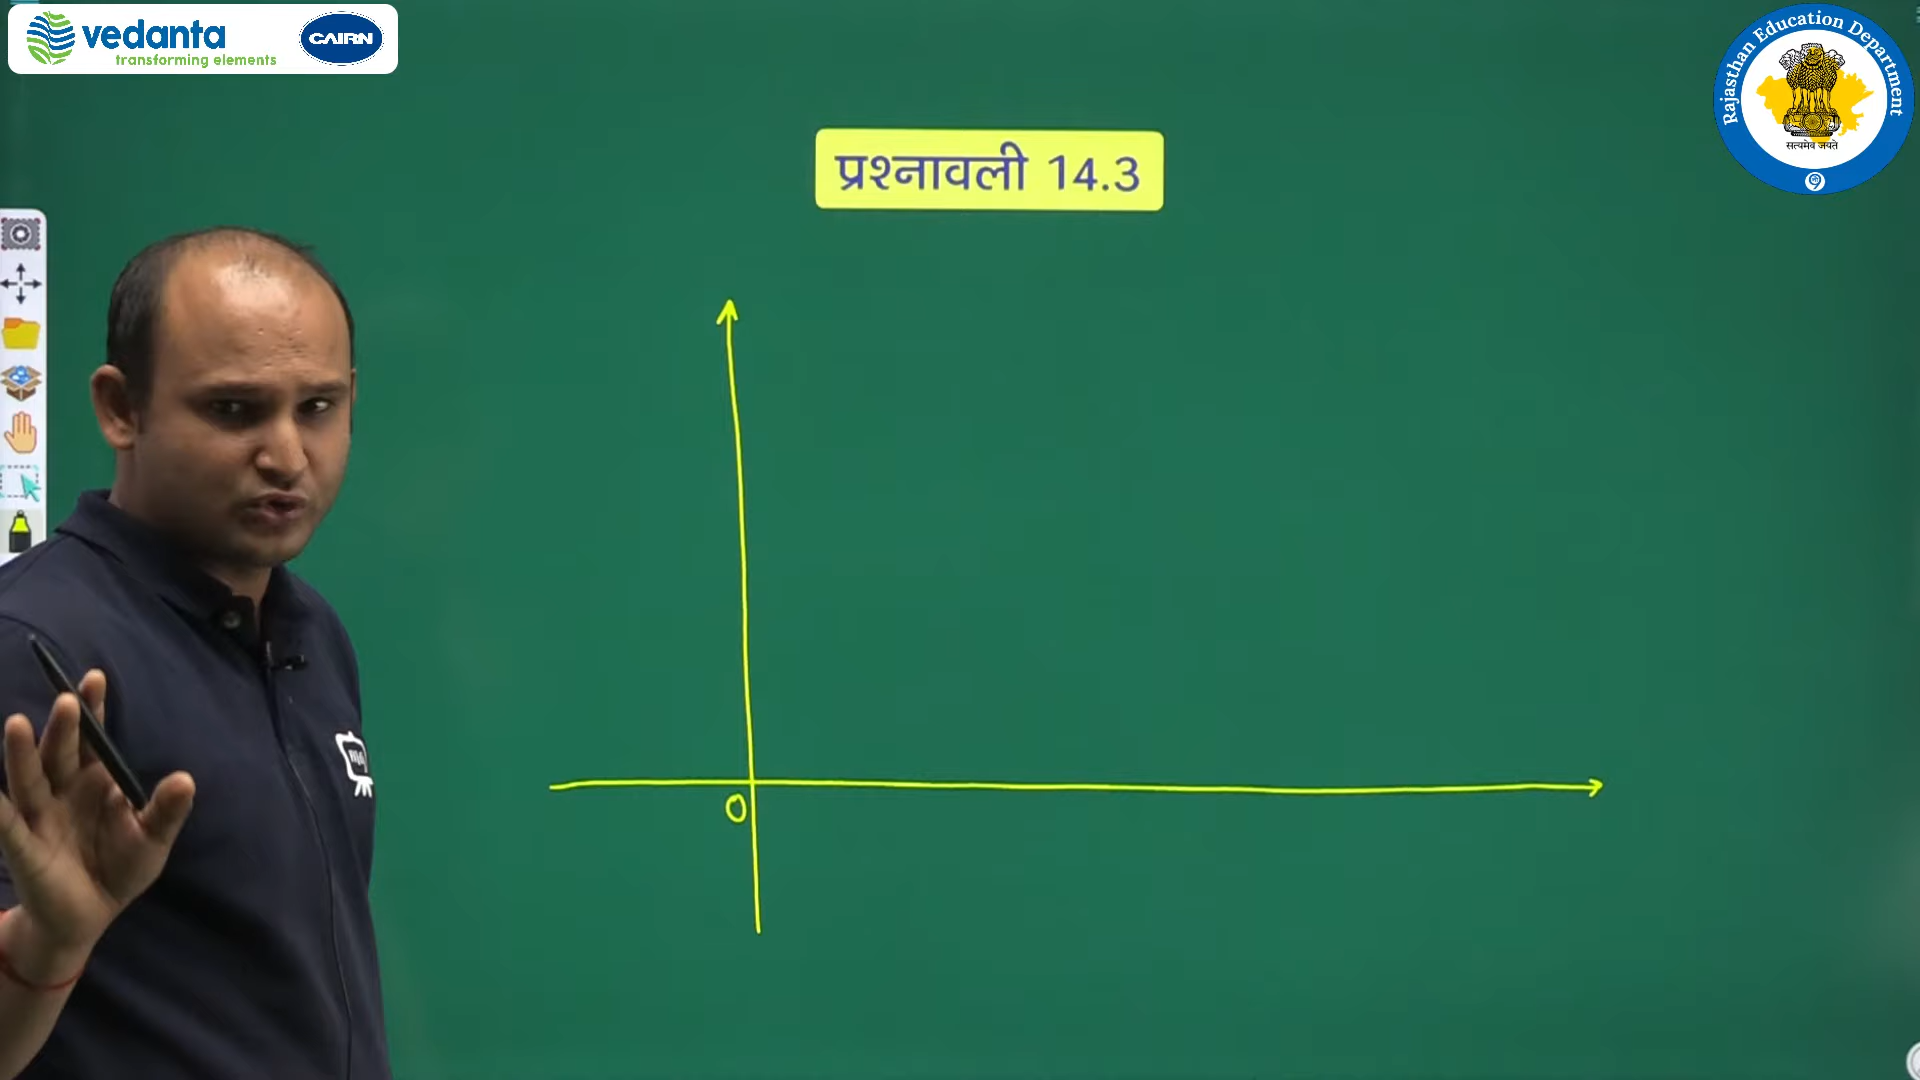 vedanta
transforming elements
CAIRN
Rajasthan Education Department
सत्यमेव जयते
प्रश्नावली 14.3
0